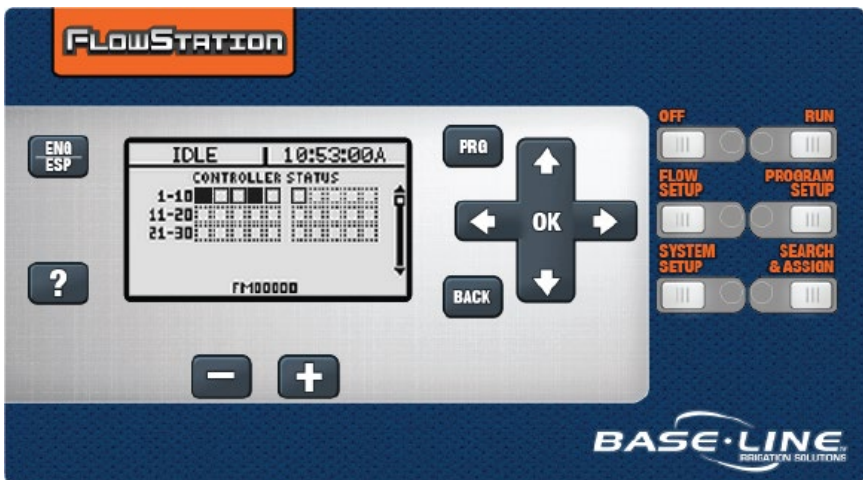 FLOWSTATION
ENG
ESP
IDLE | 10:53:00A
CONTROLLER STATUS
1-10
11-20
21-30
FM00000
?
PRG
OK
BACK
OFF
RUN
FLOW
SETUP
PROGRAM
SETUP
SYSTEM
SETUP
SEARCH
& ASSIGN
BASE·LINE
IRRIGATION SOLUTIONS